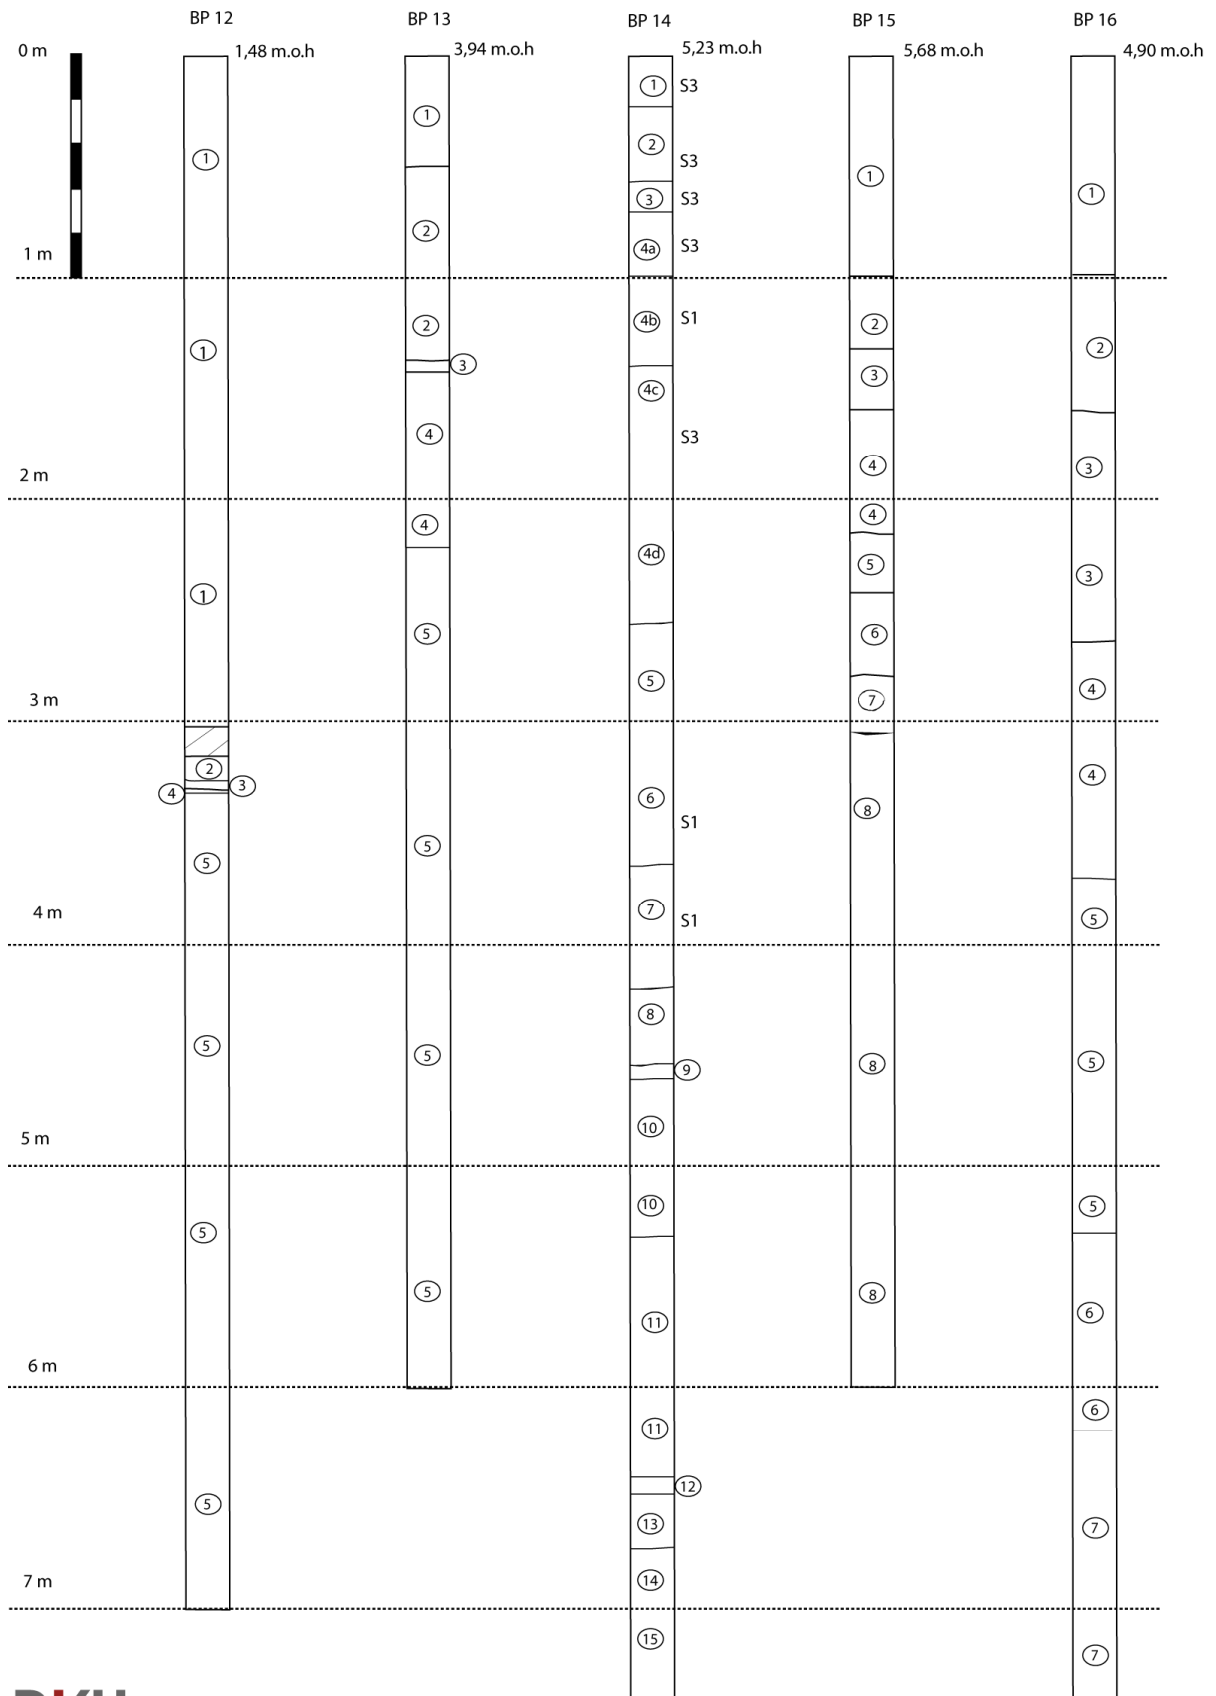 BP 12 BP 13 BP 14 BP 15 BP 16
0 m 1,48 m.o.h 3,94 m.o.h 5,23 m.o.h 5,68 m.o.h 4,90 m.o.h
1 S3
1
2
1 S3
1
3 S3
1
2
4a S3
1 m
2 4b S1 2
1 3 2
3
4c
4 S3
4 3
2 m
4 4
4d
5 3
1
5 6
5 4
7
3 m
2 4
3
4 6
8
S1
5 5
7 5
4 m S1
8
5 5 8 5
9
10
5 m
10 5
5
5 8
11 6
6 m
6
11
12
5
13 7
14
7 m
15
7